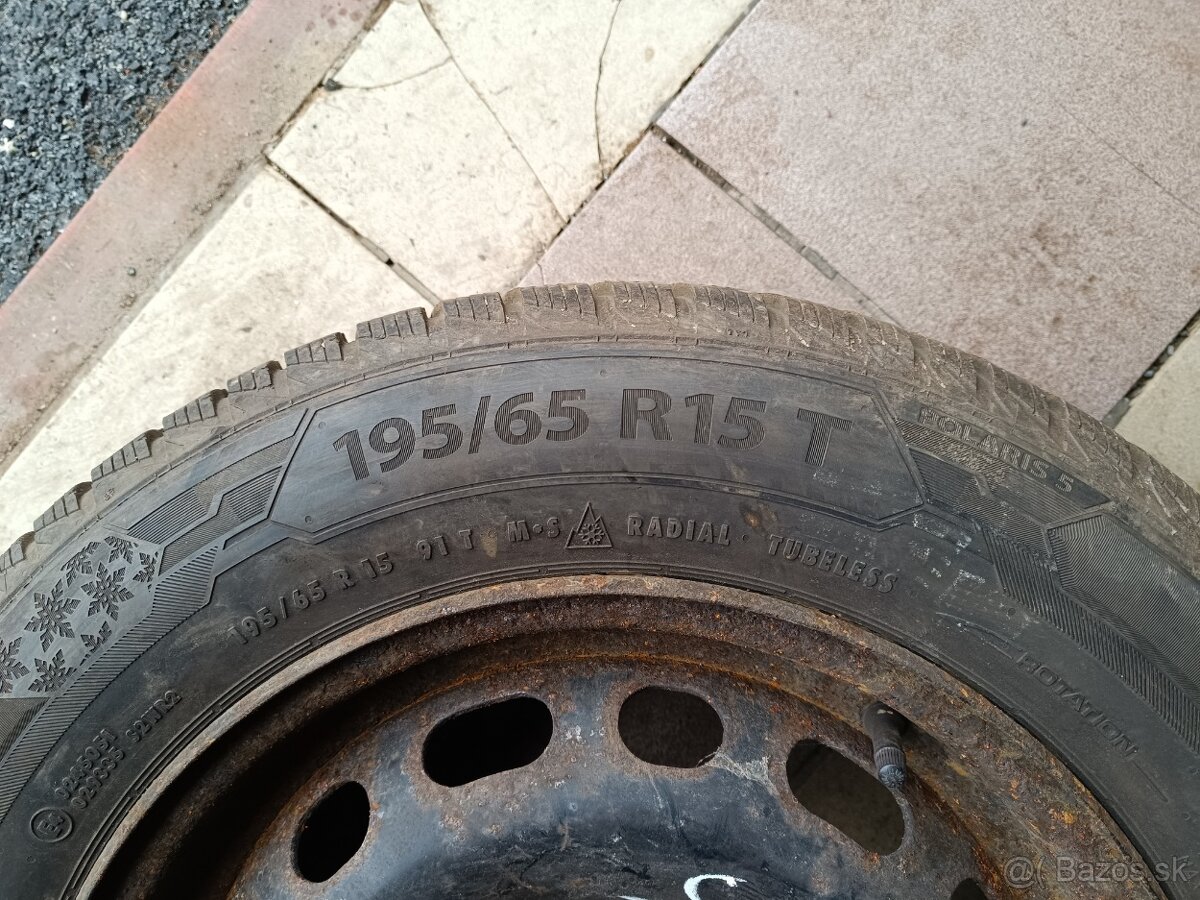 195/65 R15 T
POLARIS 5
195/65 R 15 91 T M·S RADIAL · TUBELESS
ROTATION
@Bazos.sk